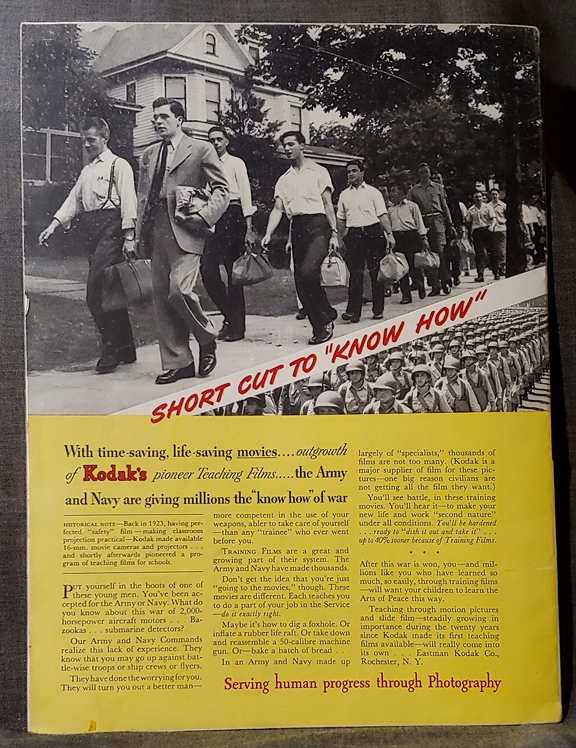 SHORT CUT TO "KNOW HOW"
With time-saving, life-saving movies....outgrowth
of Kodak's pioneer Teaching Films.....the Army
and Navy are giving millions the "know how" of war
HISTORICAL NOTE—Back in 1923, having per-
fected "safety" film—making classroom
projection practical—Kodak made available
16-mm. movie cameras and projectors . . .
and shortly afterwards pioneered a pro-
gram of teaching films for schools.
PUT yourself in the boots of one of
these young men. You've been ac-
cepted for the Army or Navy. What do
you know about this war of 2,000-
horsepower aircraft motors . . . Ba-
zookas . . . submarine detectors?
Our Army and Navy Commands
realize this lack of experience. They
know that you may go up against bat-
tle-wise troops or ship crews or flyers.
They have done the worrying for you.
They will turn you out a better man—
more competent in the use of your
weapons, abler to take care of yourself
—than any "trainee" who ever went
before you.
TRAINING FILMS are a great and
growing part of their system. The
Army and Navy have made thousands.
Don't get the idea that you're just
"going to the movies," though. These
movies are different. Each teaches you
to do a part of your job in the Service
—do it exactly right.
Maybe it's how to dig a foxhole. Or
inflate a rubber life raft. Or take down
and reassemble a 50-calibre machine
gun. Or—bake a batch of bread . . .
In an Army and Navy made up
largely of "specialists," thousands of
films are not too many. (Kodak is a
major supplier of film for these pic-
tures—one big reason civilians are
not getting all the film they want.)
You'll see battle, in these training
movies. You'll hear it—to make your
new life and work "second nature"
under all conditions. You'll be hardened
. . . ready to "dish it out and take it" . . .
up to 40% sooner because of Training Films.
• • •
After this war is won, you—and mil-
lions like you who have learned so
much, so easily, through training films
—will want your children to learn the
Arts of Peace this way.
Teaching through motion pictures
and slide film—steadily growing in
importance during the twenty years
since Kodak made its first teaching
films available—will really come into
its own . . . . Eastman Kodak Co.,
Rochester, N. Y.
Serving human progress through Photography